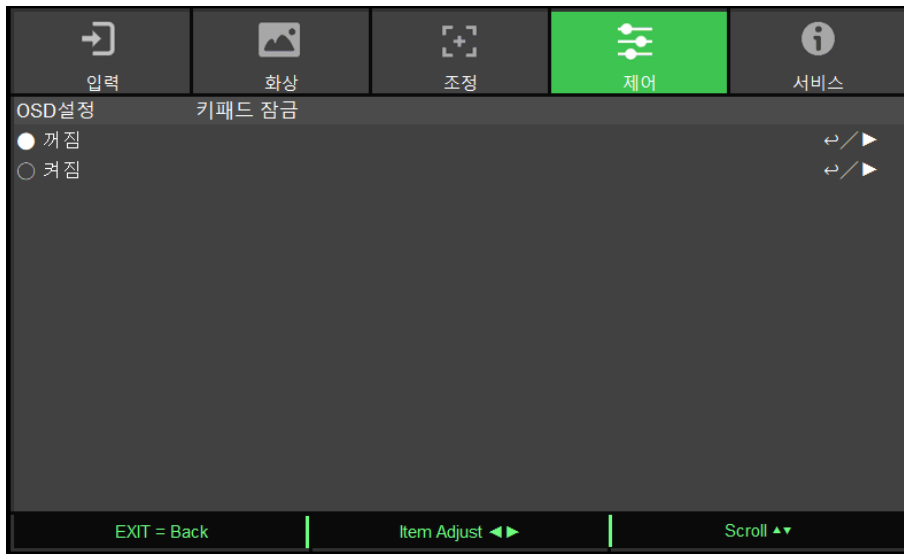 입력 화상 조정 제어 서비스
OSD설정 키패드 잠금
꺼짐 ↩/▶
켜짐 ↩/▶
EXIT = Back Item Adjust ◀▶ Scroll ▲▼